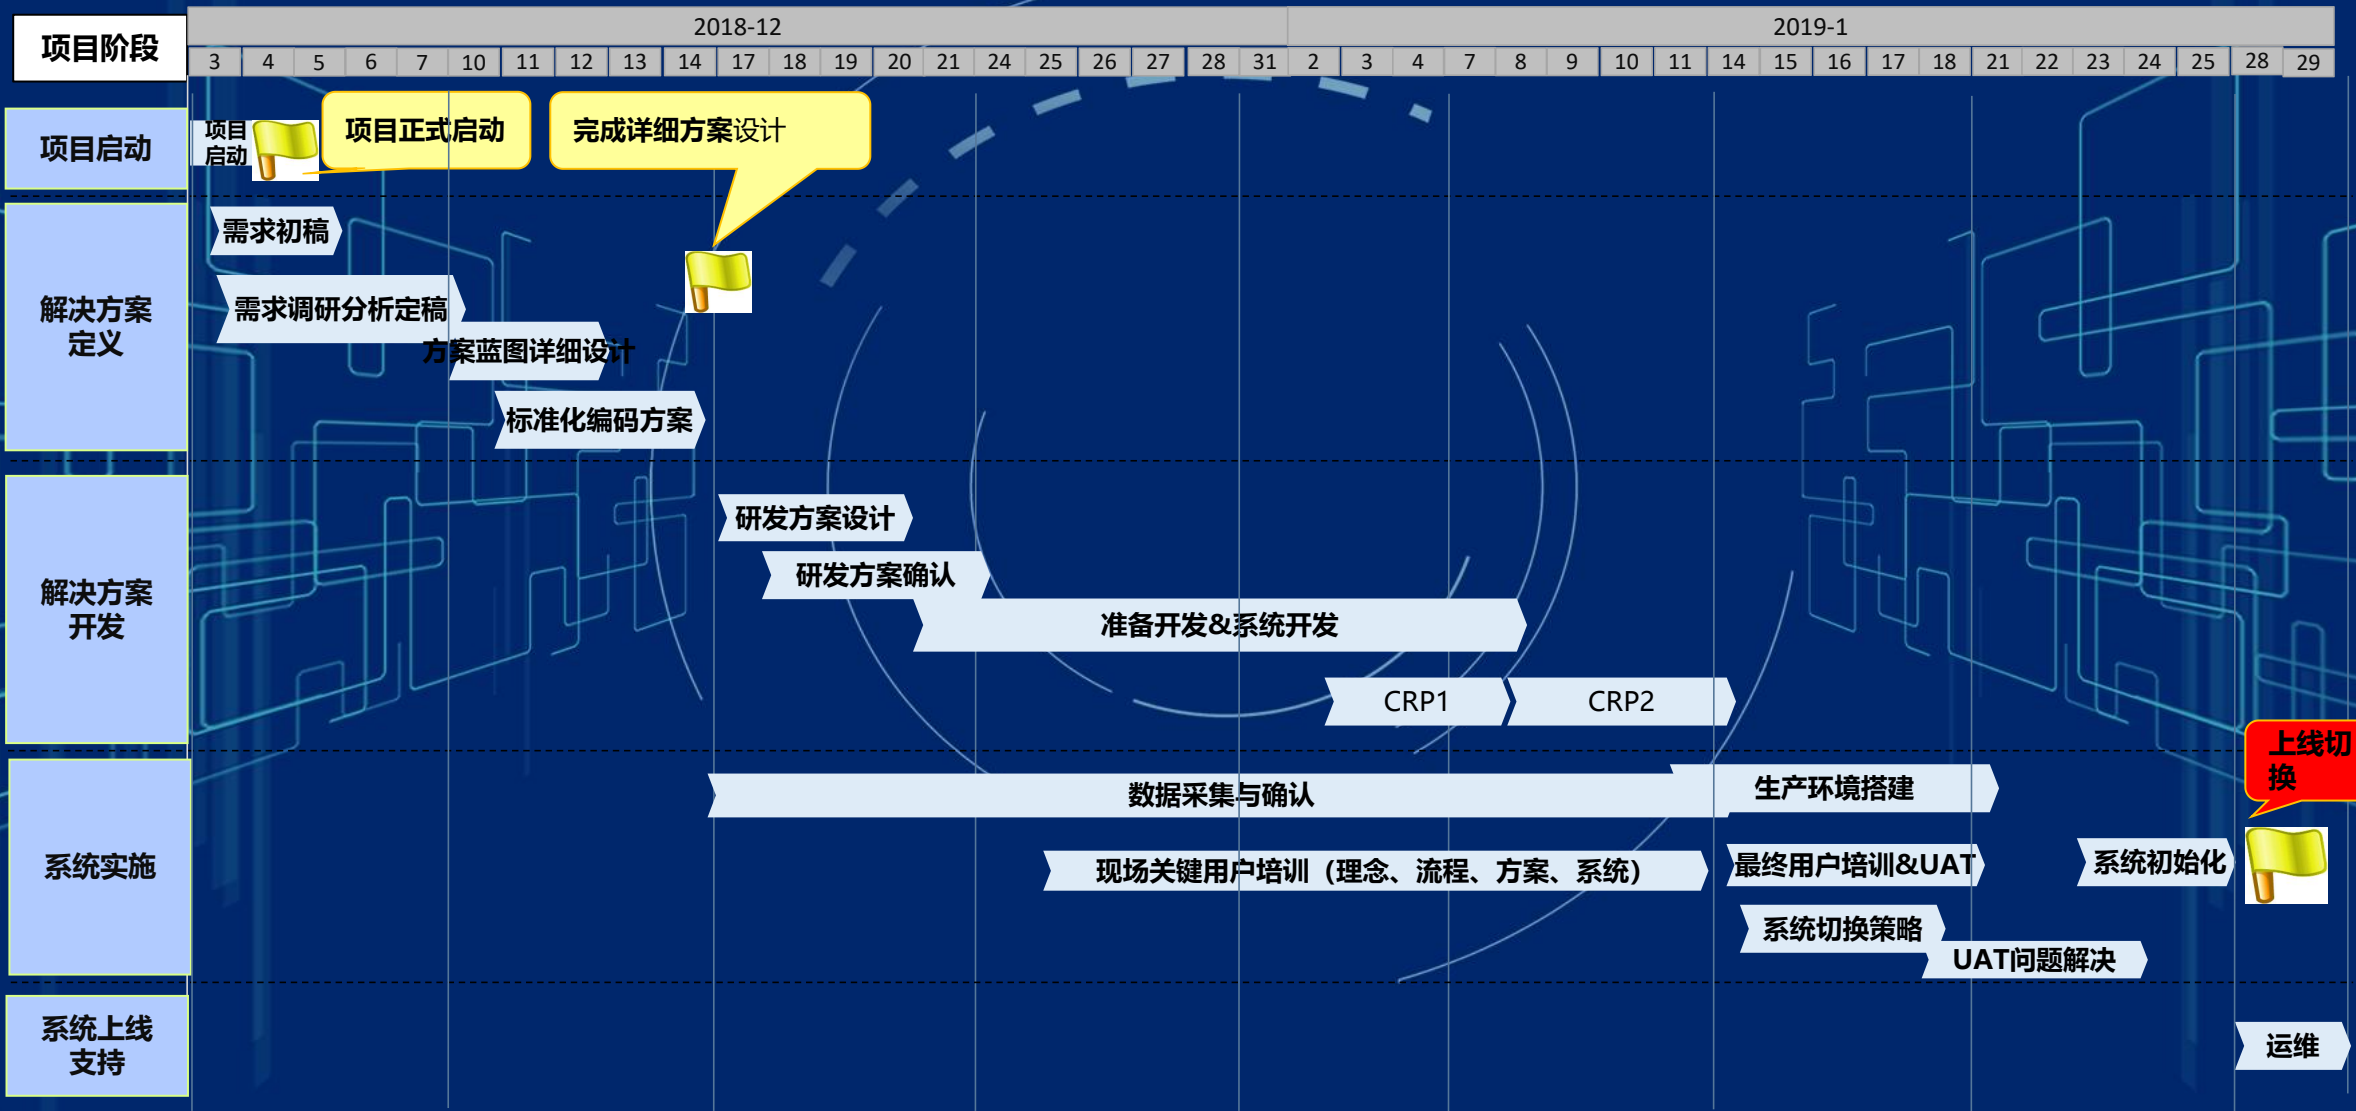 项目阶段
2018-12
2019-1
3 4 5 6 7 10 11 12 13 14 17 18 19 20 21 24 25 26 27 28 31 2 3 4 7 8 9 10 11 14 15 16 17 18 21 22 23 24 25 28 29
项目启动
项目
启动
项目正式启动
完成详细方案设计
解决方案
定义
需求初稿
需求调研分析定稿
方案蓝图详细设计
标准化编码方案
解决方案
开发
研发方案设计
研发方案确认
准备开发&系统开发
CRP1
CRP2
系统实施
数据采集与确认
生产环境搭建
上线切
换
现场关键用户培训（理念、流程、方案、系统）
最终用户培训&UAT
系统初始化
系统切换策略
UAT问题解决
系统上线
支持
运维